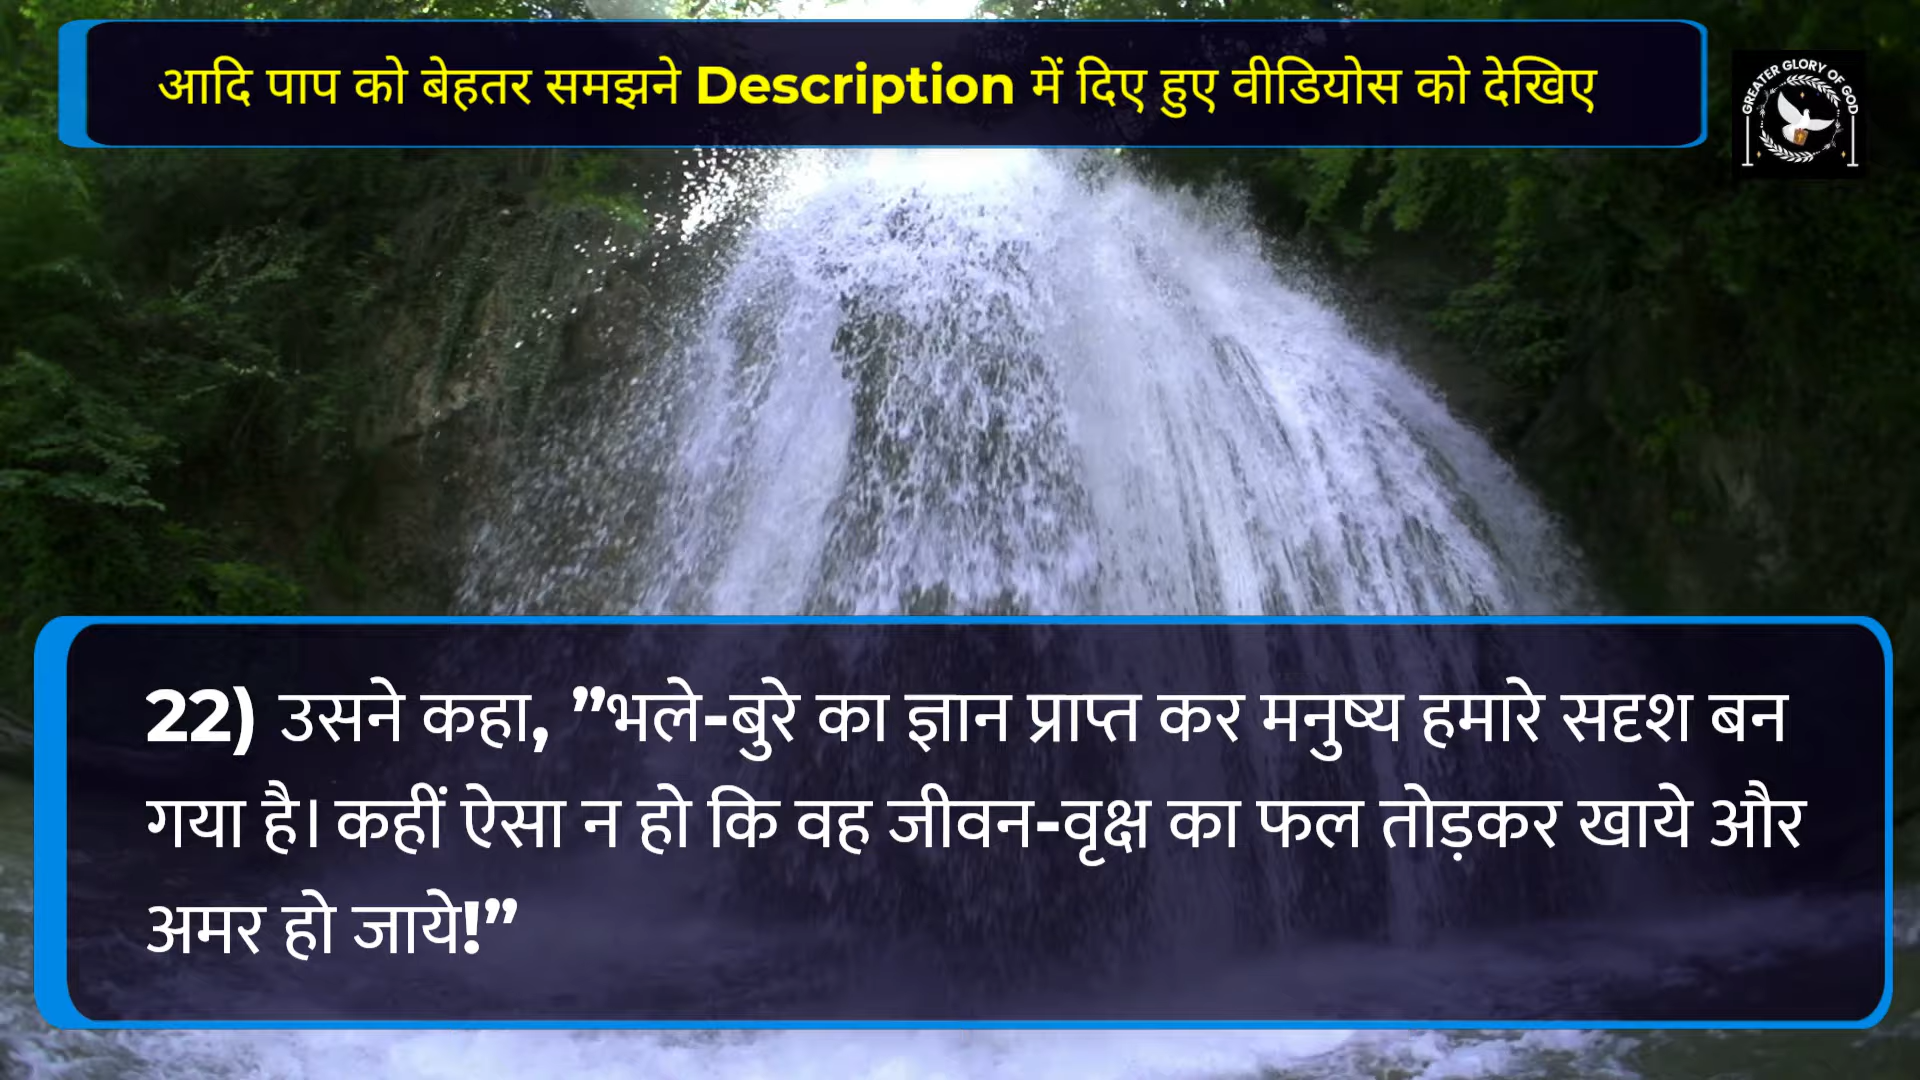 आदि पाप को बेहतर समझने Description में दिए हुए वीडियोस को देखिए
GREATER GLORY OF GOD
22) उसने कहा, ”भले-बुरे का ज्ञान प्राप्त कर मनुष्य हमारे सदृश बन
गया है। कहीं ऐसा न हो कि वह जीवन-वृक्ष का फल तोड़कर खाये और
अमर हो जाये!”